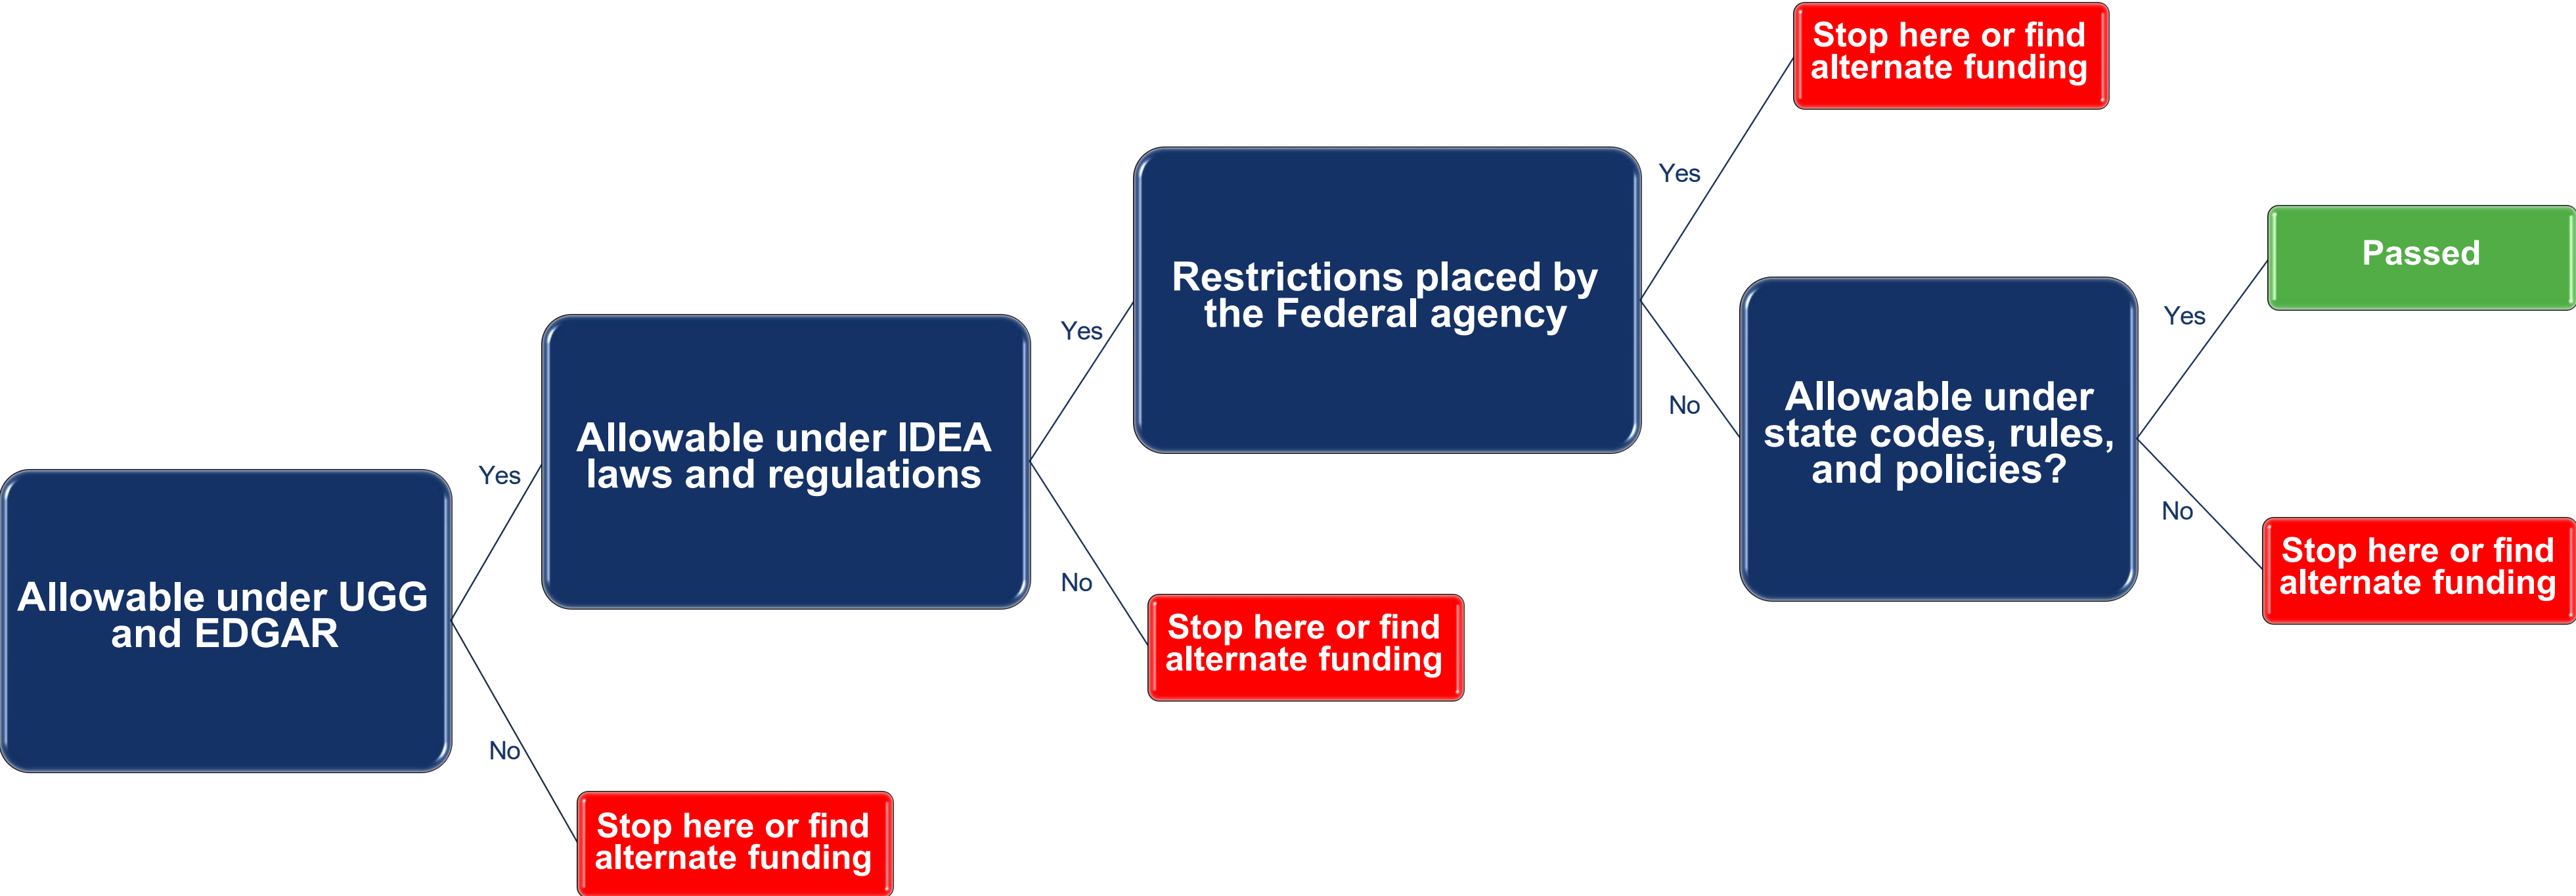 Allowable under UGG
and EDGAR
Yes
No
Stop here or find
alternate funding
Allowable under IDEA
laws and regulations
Yes
No
Stop here or find
alternate funding
Restrictions placed by
the Federal agency
Yes
Stop here or find
alternate funding
No
Allowable under
state codes, rules,
and policies?
Yes
Passed
No
Stop here or find
alternate funding